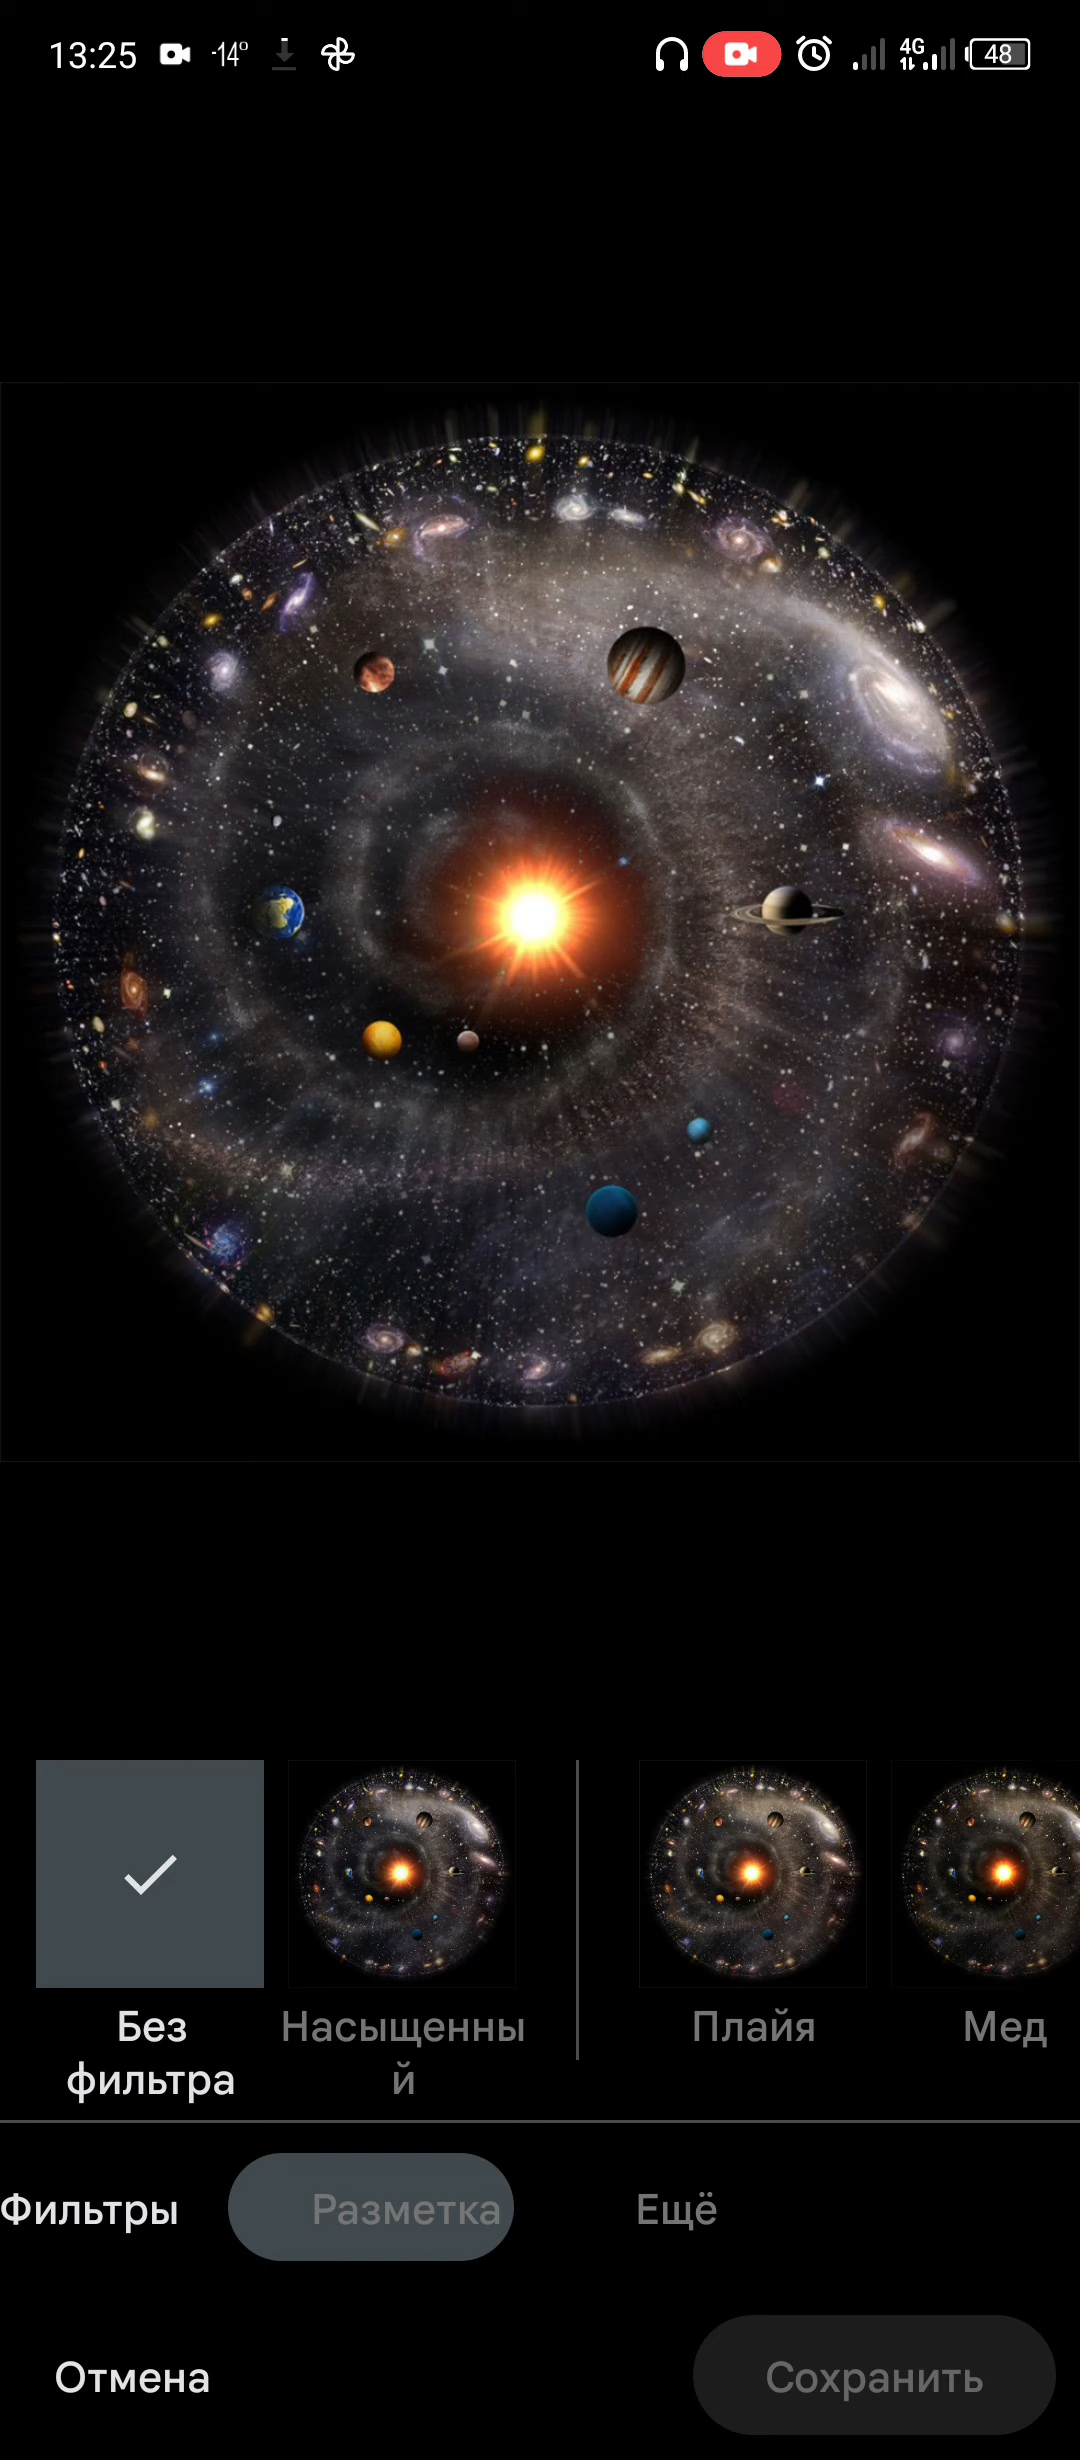 13:25 -14° 4G 48
Без
фильтра
Насыщенны
й
Плайя
Мед
Фильтры Разметка Ещё
Отмена Сохранить